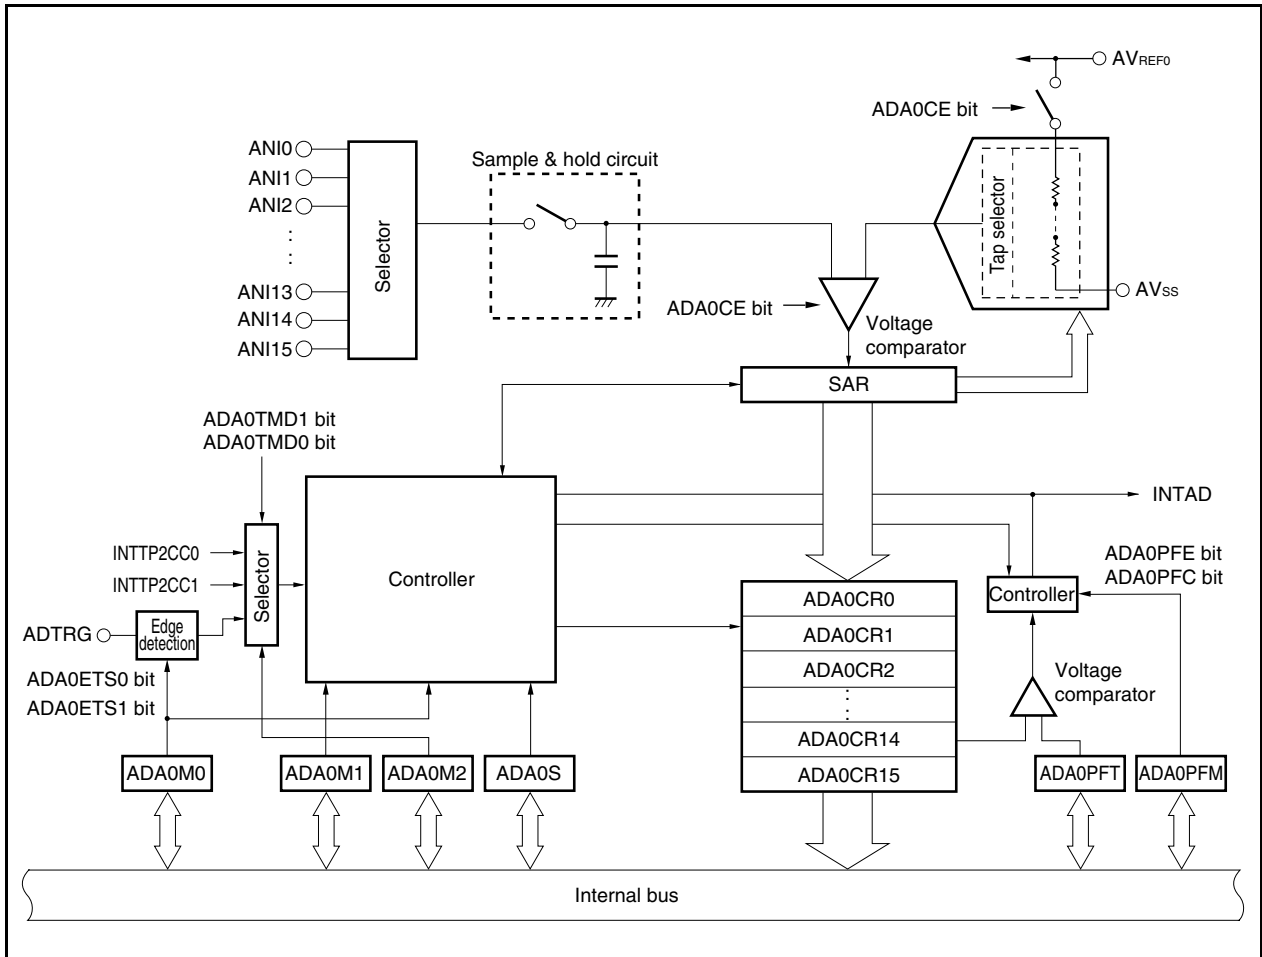 AVREF0
ADA0CE bit
ANI0
ANI1
ANI2
ANI13
ANI14
ANI15
Selector
Sample & hold circuit
Tap selector
AVSS
ADA0CE bit
Voltage
comparator
SAR
ADA0TMD1 bit
ADA0TMD0 bit
INTTP2CC0
INTTP2CC1
Selector
Controller
INTAD
ADA0PFE bit
ADA0PFC bit
Controller
ADTRG
Edge
detection
ADA0ETS0 bit
ADA0ETS1 bit
ADA0CR0
ADA0CR1
ADA0CR2
ADA0CR14
ADA0CR15
Voltage
comparator
ADA0M0
ADA0M1
ADA0M2
ADA0S
ADA0PFT
ADA0PFM
Internal bus